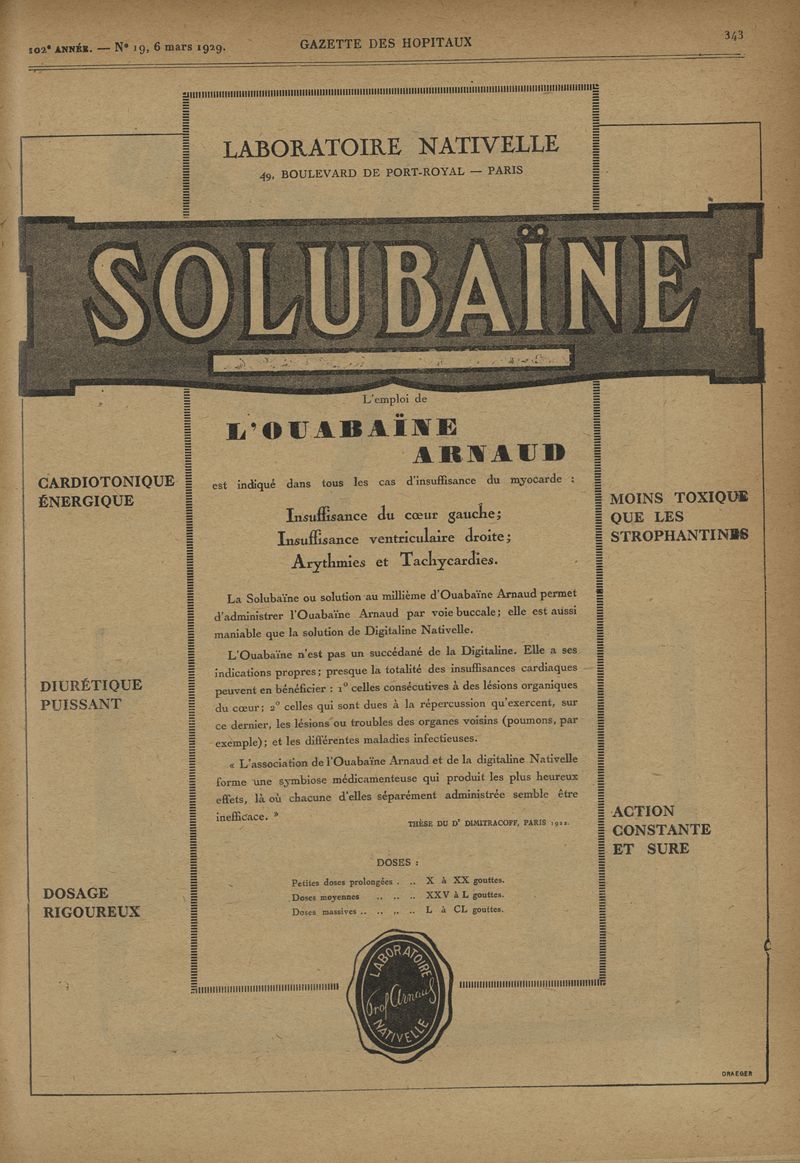 102ᵉ ANNÉE. — Nº 19, 6 mars 1929.
GAZETTE DES HOPITAUX
343
LABORATOIRE NATIVELLE
49, BOULEVARD DE PORT-ROYAL — PARIS
SOLUBAÏNE
L'emploi de
L'OUABAÏNE
ARNAUD
est indiqué dans tous les cas d'insuffisance du myocarde :
Insuffisance du cœur gauche;
Insuffisance ventriculaire droite;
Arythmies et Tachycardies.
La Solubaïne ou solution au millième d'Ouabaïne Arnaud permet
d'administrer l'Ouabaïne Arnaud par voie buccale; elle est aussi
maniable que la solution de Digitaline Nativelle.
L'Ouabaïne n'est pas un succédané de la Digitaline. Elle a ses
indications propres; presque la totalité des insuffisances cardiaques
peuvent en bénéficier : 1º celles consécutives à des lésions organiques
du cœur; 2º celles qui sont dues à la répercussion qu'exercent, sur
ce dernier, les lésions ou troubles des organes voisins (poumons, par
exemple); et les différentes maladies infectieuses.
« L'association de l'Ouabaïne Arnaud et de la digitaline Nativelle
forme une symbiose médicamenteuse qui produit les plus heureux
effets, là où chacune d'elles séparément administrée semble être
inefficace. »
THÈSE DU Dʳ DIMITRACOFF, PARIS 1922.
DOSES :
Petites doses prolongées . .. X à XX gouttes.
Doses moyennes .. .. .. XXV à L gouttes.
Doses massives .. .. .. .. L à CL gouttes.
CARDIOTONIQUE
ÉNERGIQUE
DIURÉTIQUE
PUISSANT
DOSAGE
RIGOUREUX
MOINS TOXIQUE
QUE LES
STROPHANTINES
ACTION
CONSTANTE
ET SURE
LABORATOIRE
Prof Arnaud
NATIVELLE
DRAEGER